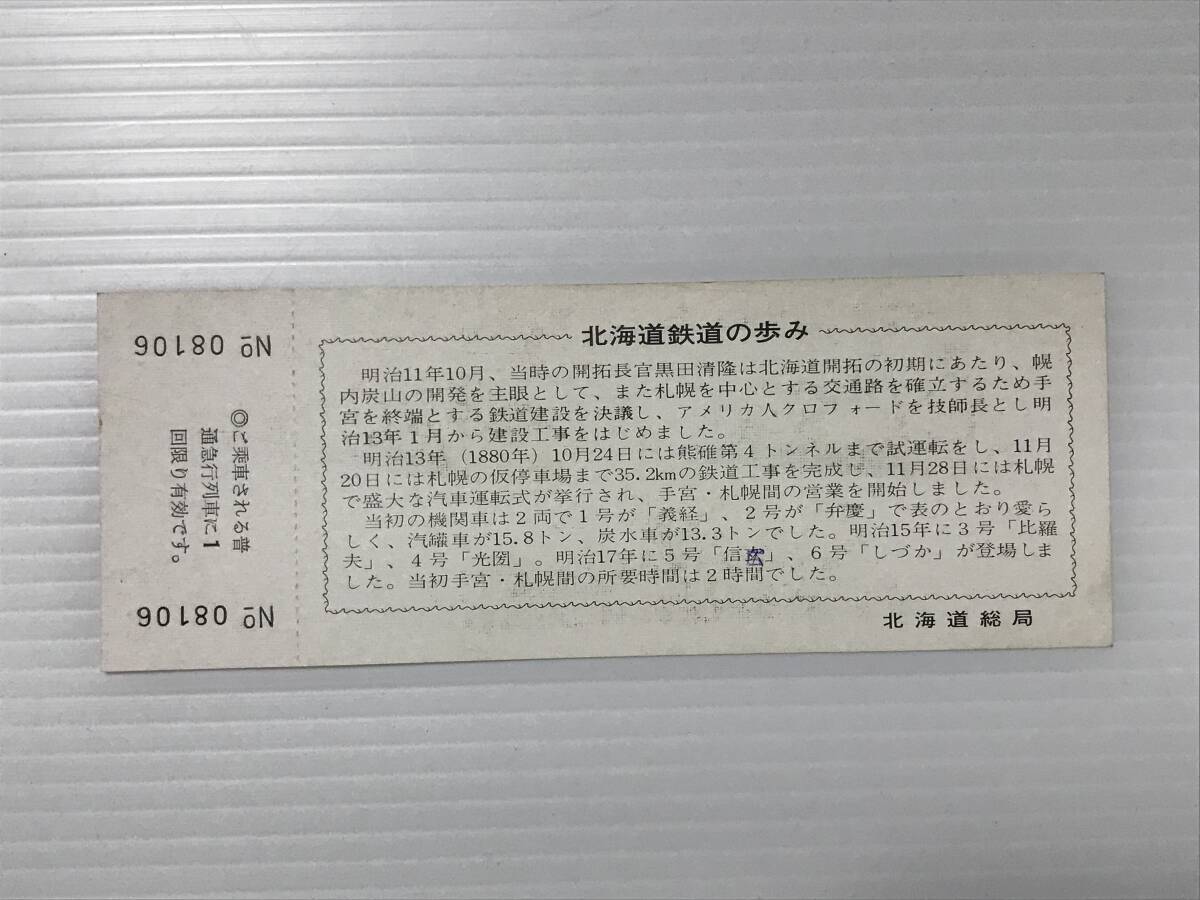 北海道鉄道の歩み
明治11年10月、当時の開拓長官黒田清隆は北海道開拓の初期にあたり、幌
内炭山の開発を主眼として、また札幌を中心とする交通路を確立するため手
宮を終端とする鉄道建設を決議し、アメリカ人クロフォードを技師長とし明
治13年1月から建設工事をはじめました。
明治13年（1880年）10月24日には熊碓第4トンネルまで試運転をし、11月
20日には札幌の仮停車場まで35.2kmの鉄道工事を完成し、11月28日には札幌
で盛大な汽車運転式が挙行され、手宮・札幌間の営業を開始しました。
当初の機関車は2両で1号が「義経」、2号が「弁慶」で表のとおり愛ら
しく、汽罐車が15.8トン、炭水車が13.3トンでした。明治15年に3号「比羅
夫」、4号「光圀」。明治17年に5号「信広」、6号「しづか」が登場しま
した。当初手宮・札幌間の所要時間は2時間でした。
北海道総局
№ 08106
◎ご乗車される普
通急行列車に1
回限り有効です。
№ 08106